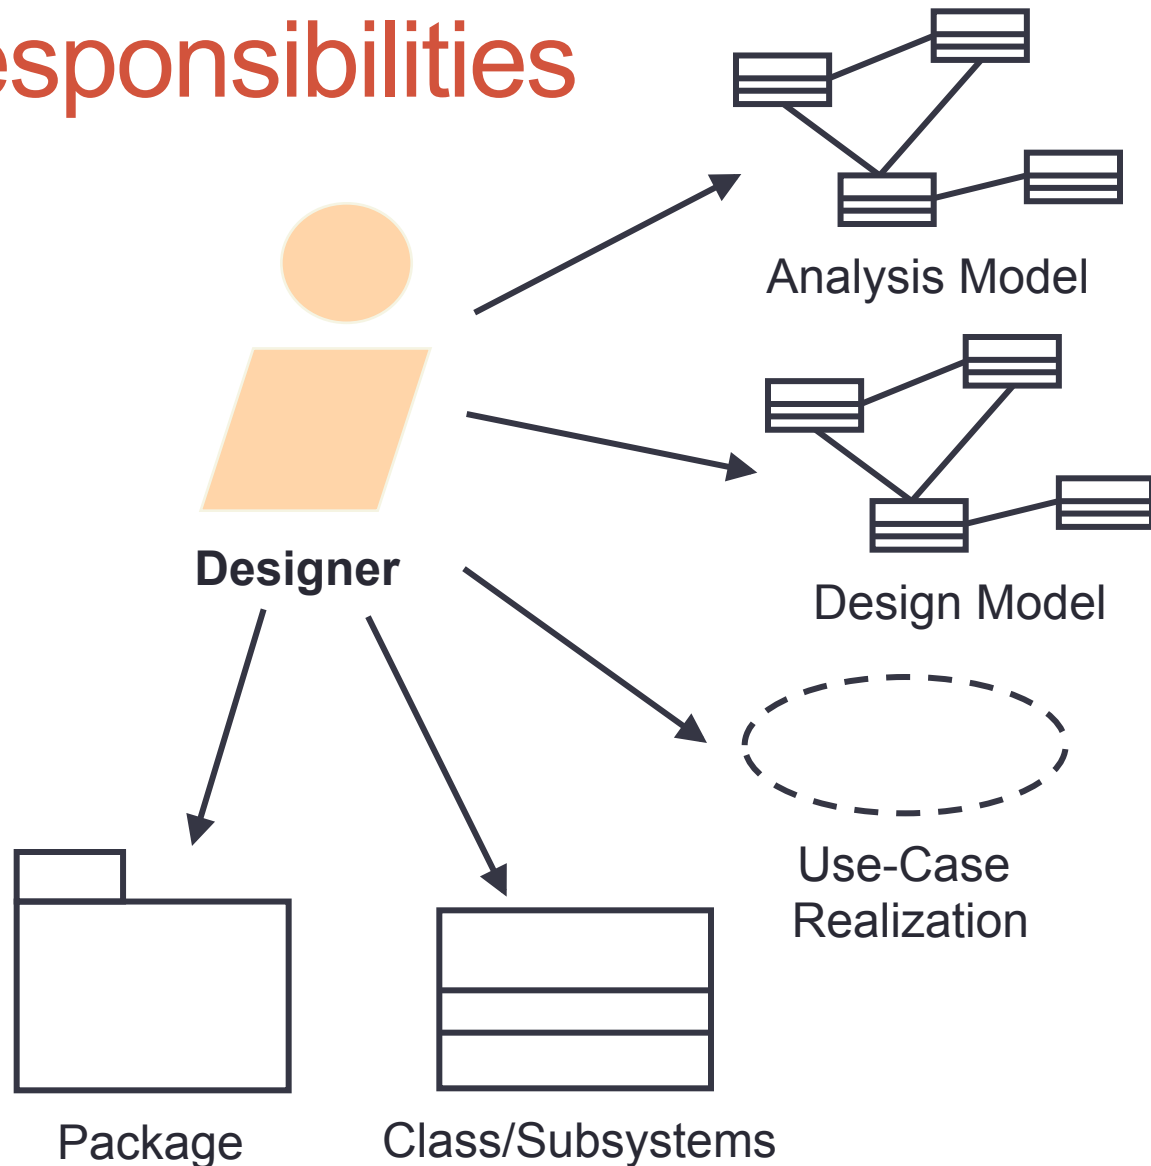 esponsibilities
Analysis Model
Designer
Design Model
Use-Case
Realization
Package
Class/Subsystems